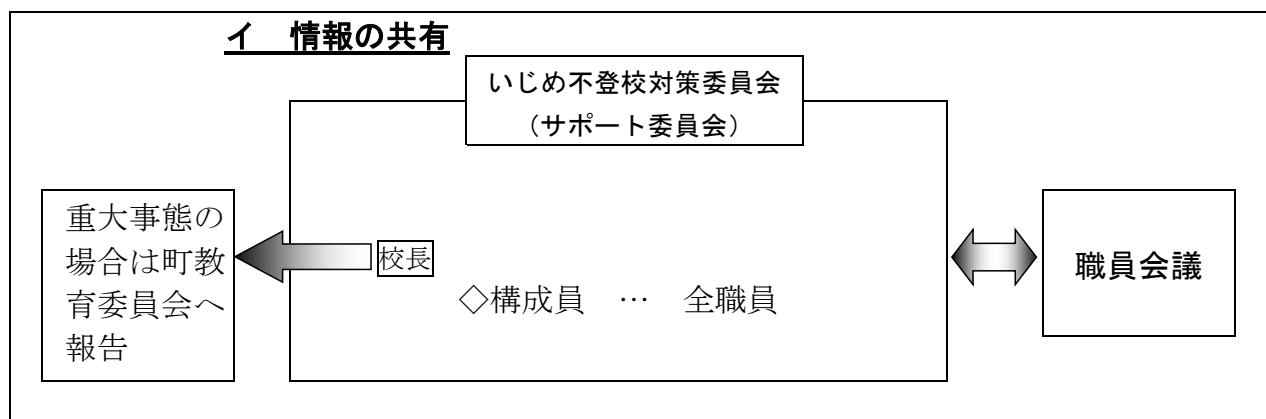 イ　情報の共有
いじめ不登校対策委員会
（サポート委員会）
重大事態の
場合は町教
育委員会へ
報告
校長
◇構成員　…　全職員
職員会議